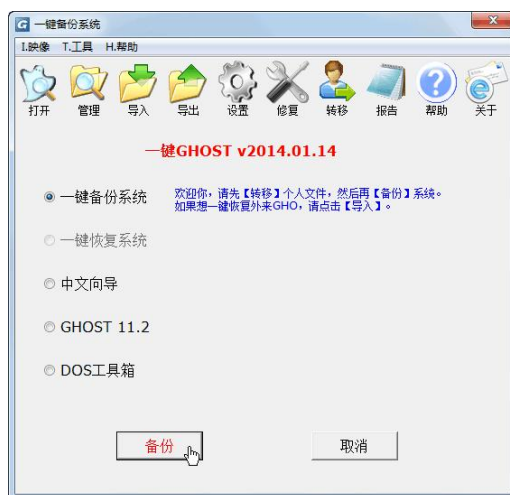 一键备份系统
I.映像 T.工具 H.帮助
打开 管理 导入 导出 设置 修复 转移 报告 帮助 关于
一键GHOST v2014.01.14
一键备份系统
欢迎你，请先【转移】个人文件，然后再【备份】系统。
如果想一键恢复外来GHO，请点击【导入】。
一键恢复系统
中文向导
GHOST 11.2
DOS工具箱
备份 取消